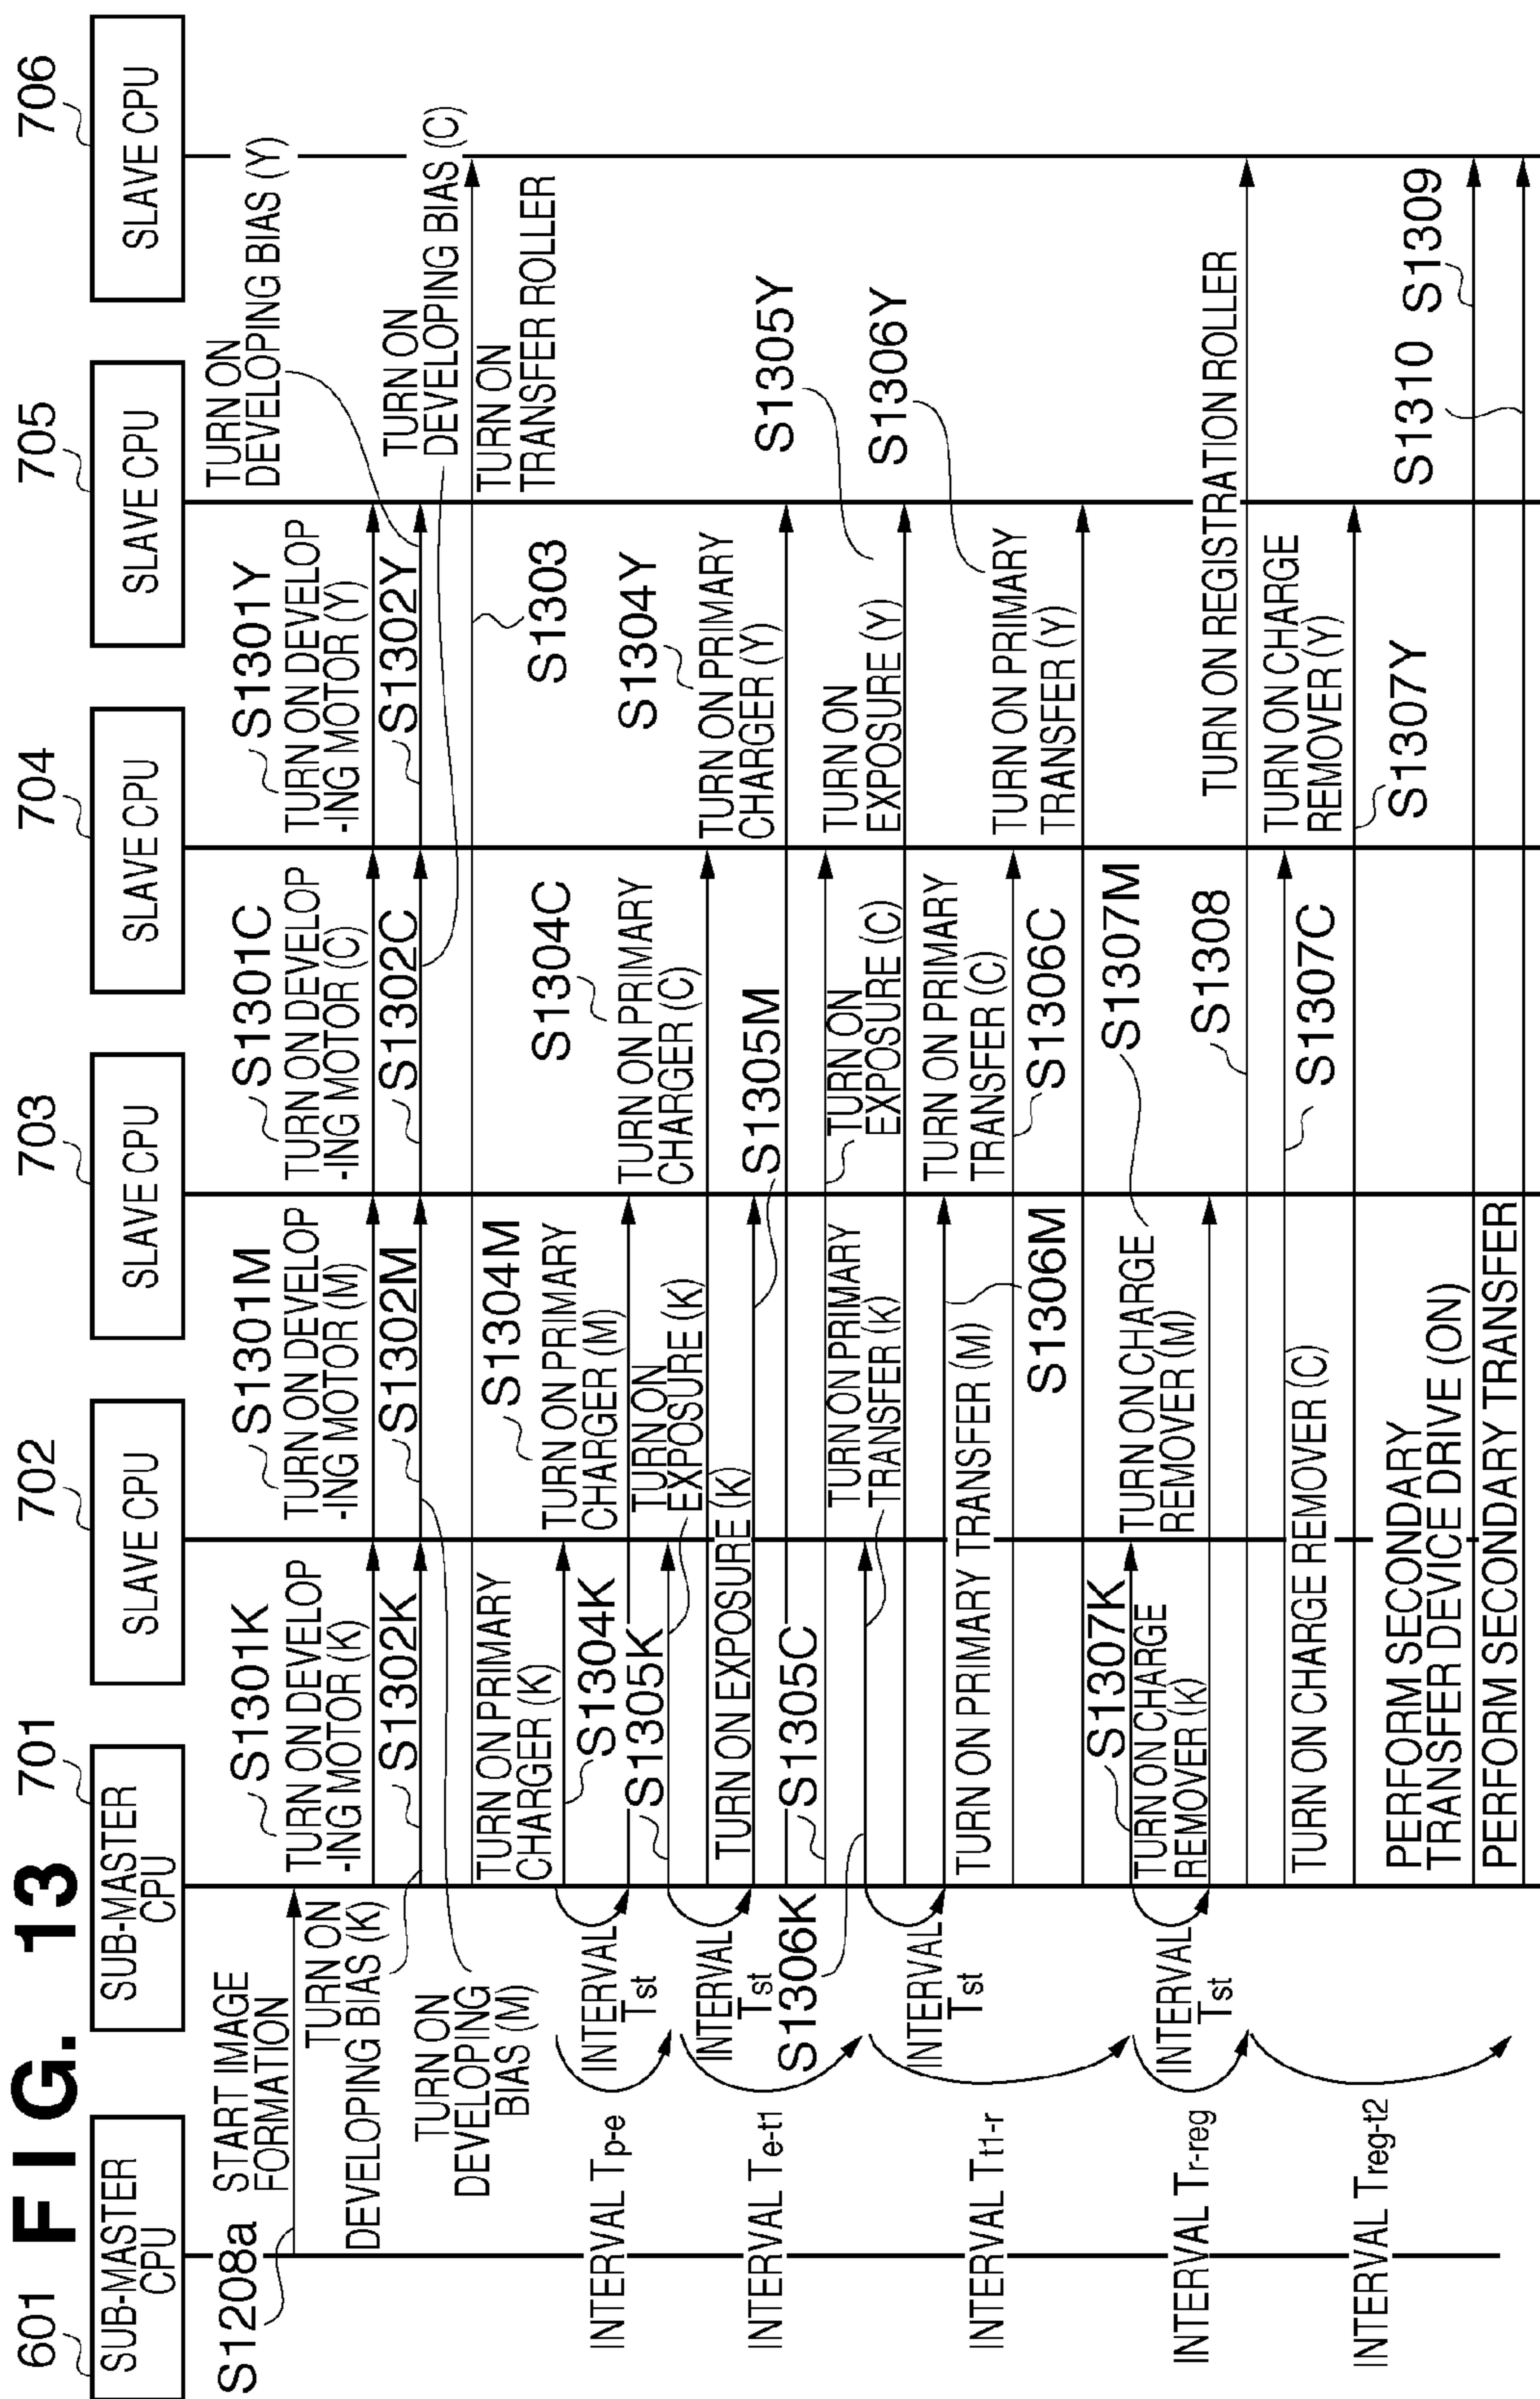 FIG. 13
601
SUB-MASTER
CPU
701
SUB-MASTER
CPU
702
SLAVE CPU
703
SLAVE CPU
704
SLAVE CPU
705
SLAVE CPU
706
SLAVE CPU
S1208a
START IMAGE
FORMATION
TURN ON
DEVELOPING BIAS (K)
TURN ON
DEVELOPING
BIAS (M)
S1301K
TURN ON DEVELOP
-ING MOTOR (K)
S1302K
S1301M
TURN ON DEVELOP
-ING MOTOR (M)
S1302M
S1301C
TURN ON DEVELOP
-ING MOTOR (C)
S1302C
S1301Y
TURN ON DEVELOP
-ING MOTOR (Y)
S1302Y
TURN ON
DEVELOPING BIAS (Y)
TURN ON
DEVELOPING BIAS (C)
TURN ON
TRANSFER ROLLER
S1303
TURN ON PRIMARY
CHARGER (K)
S1304K
S1304M
TURN ON PRIMARY
CHARGER (M)
S1304C
TURN ON PRIMARY
CHARGER (C)
S1304Y
TURN ON PRIMARY
CHARGER (Y)
INTERVAL Tp-e
INTERVAL
Tst
S1305K
TURN ON
EXPOSURE (K)
TURN ON EXPOSURE (K)
S1305M
S1305C
TURN ON
EXPOSURE (C)
TURN ON
EXPOSURE (Y)
S1305Y
INTERVAL Te-t1
INTERVAL
Tst
S1306K
TURN ON PRIMARY
TRANSFER (K)
TURN ON PRIMARY TRANSFER (M)
S1306M
TURN ON PRIMARY
TRANSFER (C)
S1306C
TURN ON PRIMARY
TRANSFER (Y)
S1306Y
INTERVAL Tt1-r
INTERVAL
Tst
S1307K
TURN ON CHARGE
REMOVER (K)
TURN ON CHARGE
REMOVER (M)
S1307M
INTERVAL Tr-reg
INTERVAL
Tst
S1308
TURN ON REGISTRATION ROLLER
TURN ON CHARGE REMOVER (C)
S1307C
TURN ON CHARGE
REMOVER (Y)
S1307Y
INTERVAL Treg-t2
PERFORM SECONDARY
TRANSFER DEVICE DRIVE (ON)
S1309
PERFORM SECONDARY TRANSFER
S1310